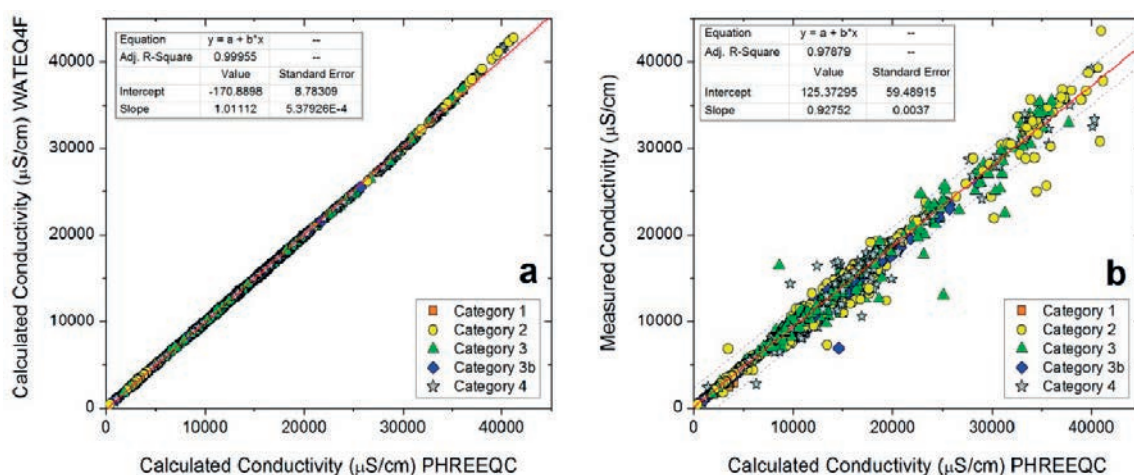 Equation y = a + b*x --
Adj. R-Square 0.99955 --
Value Standard Error
Intercept -170.8898 8.78309
Slope 1.01112 5.37926E-4
Calculated Conductivity (µS/cm) WATEQ4F
40000
30000
20000
10000
0
a
Category 1
Category 2
Category 3
Category 3b
Category 4
0 10000 20000 30000 40000
Calculated Conductivity (µS/cm) PHREEQC
Equation y = a + b*x --
Adj. R-Square 0.97879 --
Value Standard Error
Intercept 125.37295 59.48915
Slope 0.92752 0.0037
Measured Conductivity (µS/cm)
40000
30000
20000
10000
0
b
Category 1
Category 2
Category 3
Category 3b
Category 4
0 10000 20000 30000 40000
Calculated Conductivity (µS/cm) PHREEQC